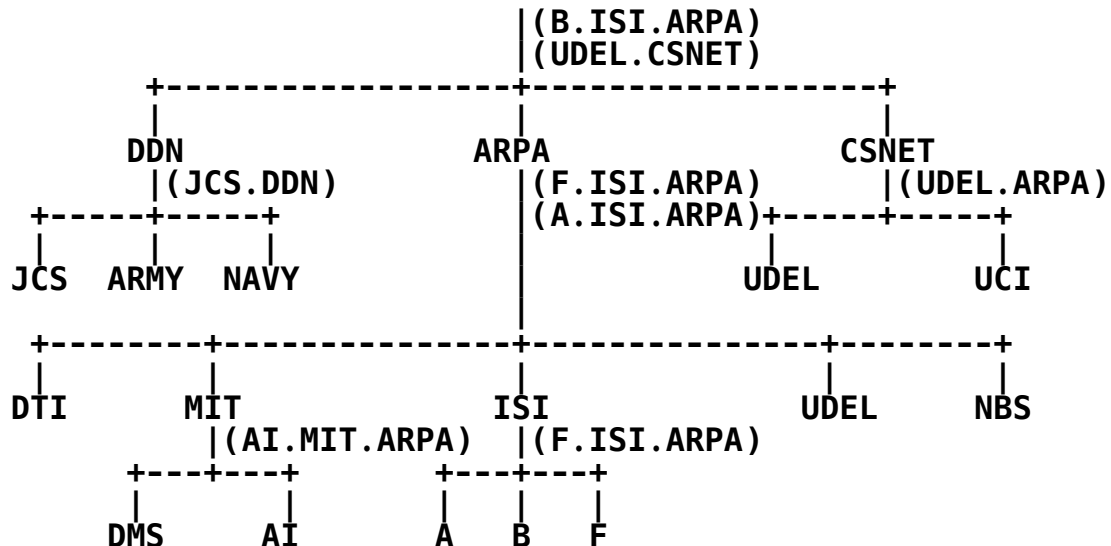 |(B.ISI.ARPA)
|(UDEL.CSNET)
+------------------+------------------+
| | |
DDN ARPA CSNET
|(JCS.DDN) |(F.ISI.ARPA) |(UDEL.ARPA)
+-----+-----+ |(A.ISI.ARPA)+-----+-----+
| | | | | |
JCS ARMY NAVY | UDEL UCI
|
+--------+---------------+---------------+--------+
| | | | |
DTI MIT ISI UDEL NBS
|(AI.MIT.ARPA) |(F.ISI.ARPA)
+---+---+ +---+---+
| | | | |
DMS AI A B F